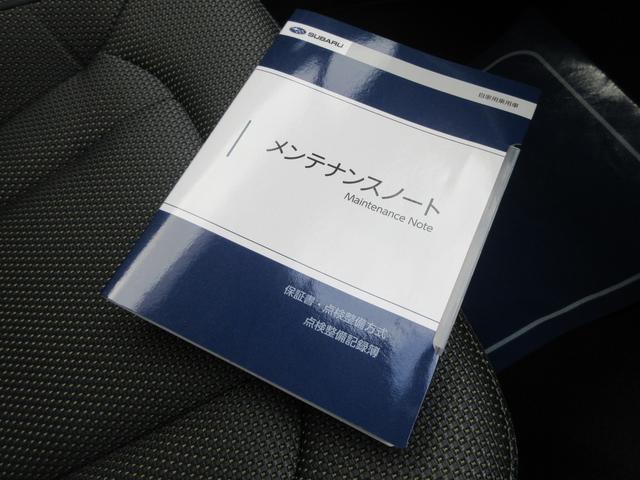 SUBARU
自家用乗用車
メンテナンスノート
Maintenance Note
保証書・点検整備方式
点検整備記録簿